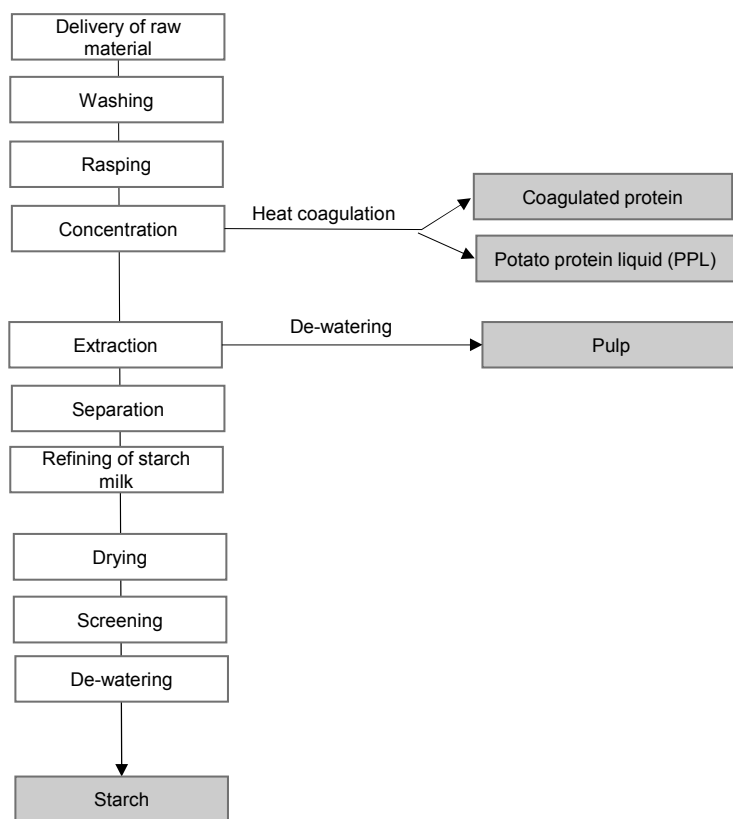 Delivery of raw
material
Washing
Rasping
Concentration
Heat coagulation
Coagulated protein
Potato protein liquid (PPL)
Extraction
De-watering
Pulp
Separation
Refining of starch
milk
Drying
Screening
De-watering
Starch